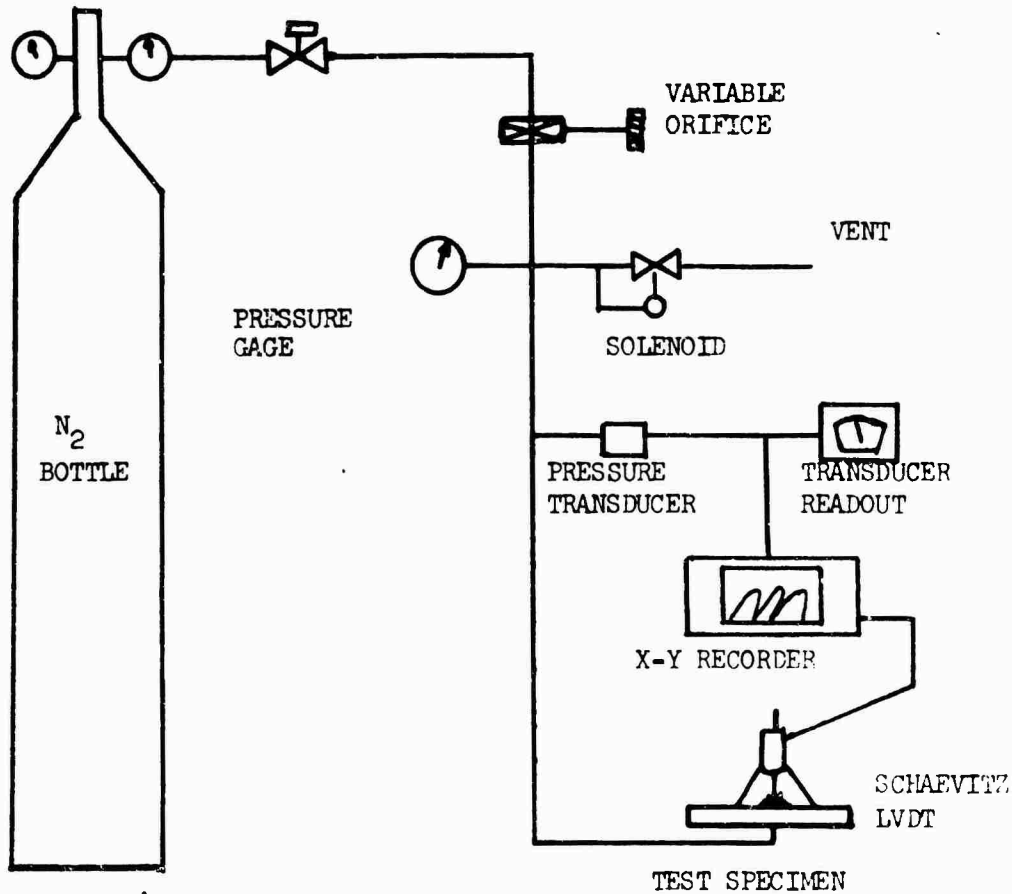 VARIABLE
ORIFICE
VENT
PRESSURE
GAGE
SOLENOID
N2
BOTTLE
PRESSURE
TRANSDUCER
TRANSDUCER
READOUT
X-Y RECORDER
SCHAEVITZ
LVDT
TEST SPECIMEN